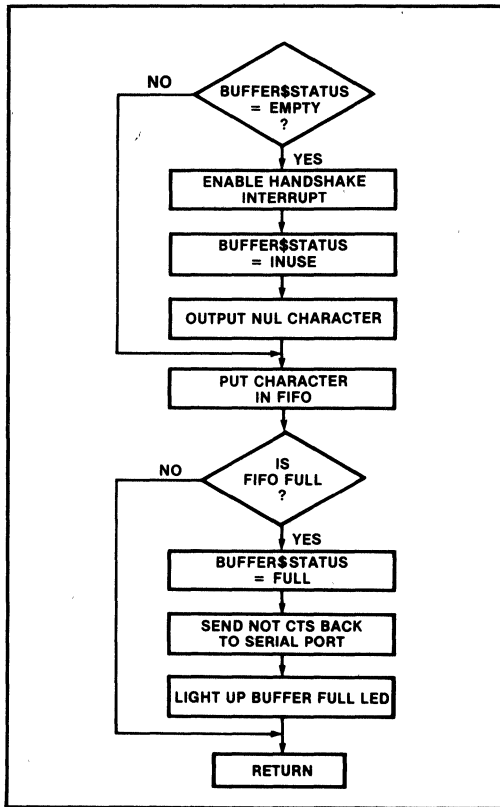 NO
BUFFER$STATUS
= EMPTY
?
YES
ENABLE HANDSHAKE
INTERRUPT
BUFFER$STATUS
= INUSE
OUTPUT NUL CHARACTER
PUT CHARACTER
IN FIFO
NO
IS
FIFO FULL
?
YES
BUFFER$STATUS
= FULL
SEND NOT CTS BACK
TO SERIAL PORT
LIGHT UP BUFFER FULL LED
RETURN